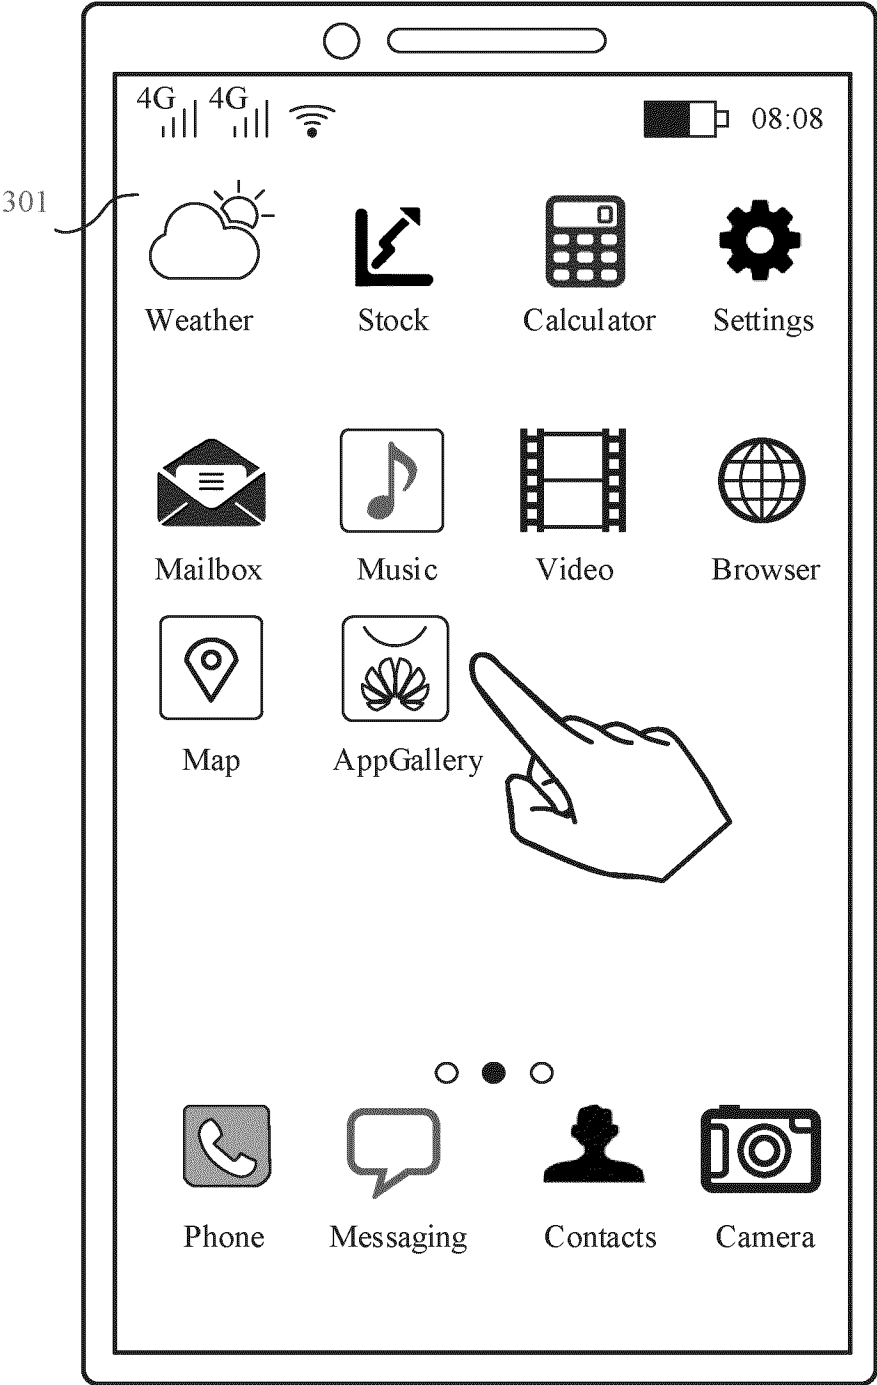 4G 4G 08:08
301
Weather Stock Calculator Settings
0
Mailbox Music Video Browser
Map AppGallery
Phone Messaging Contacts Camera